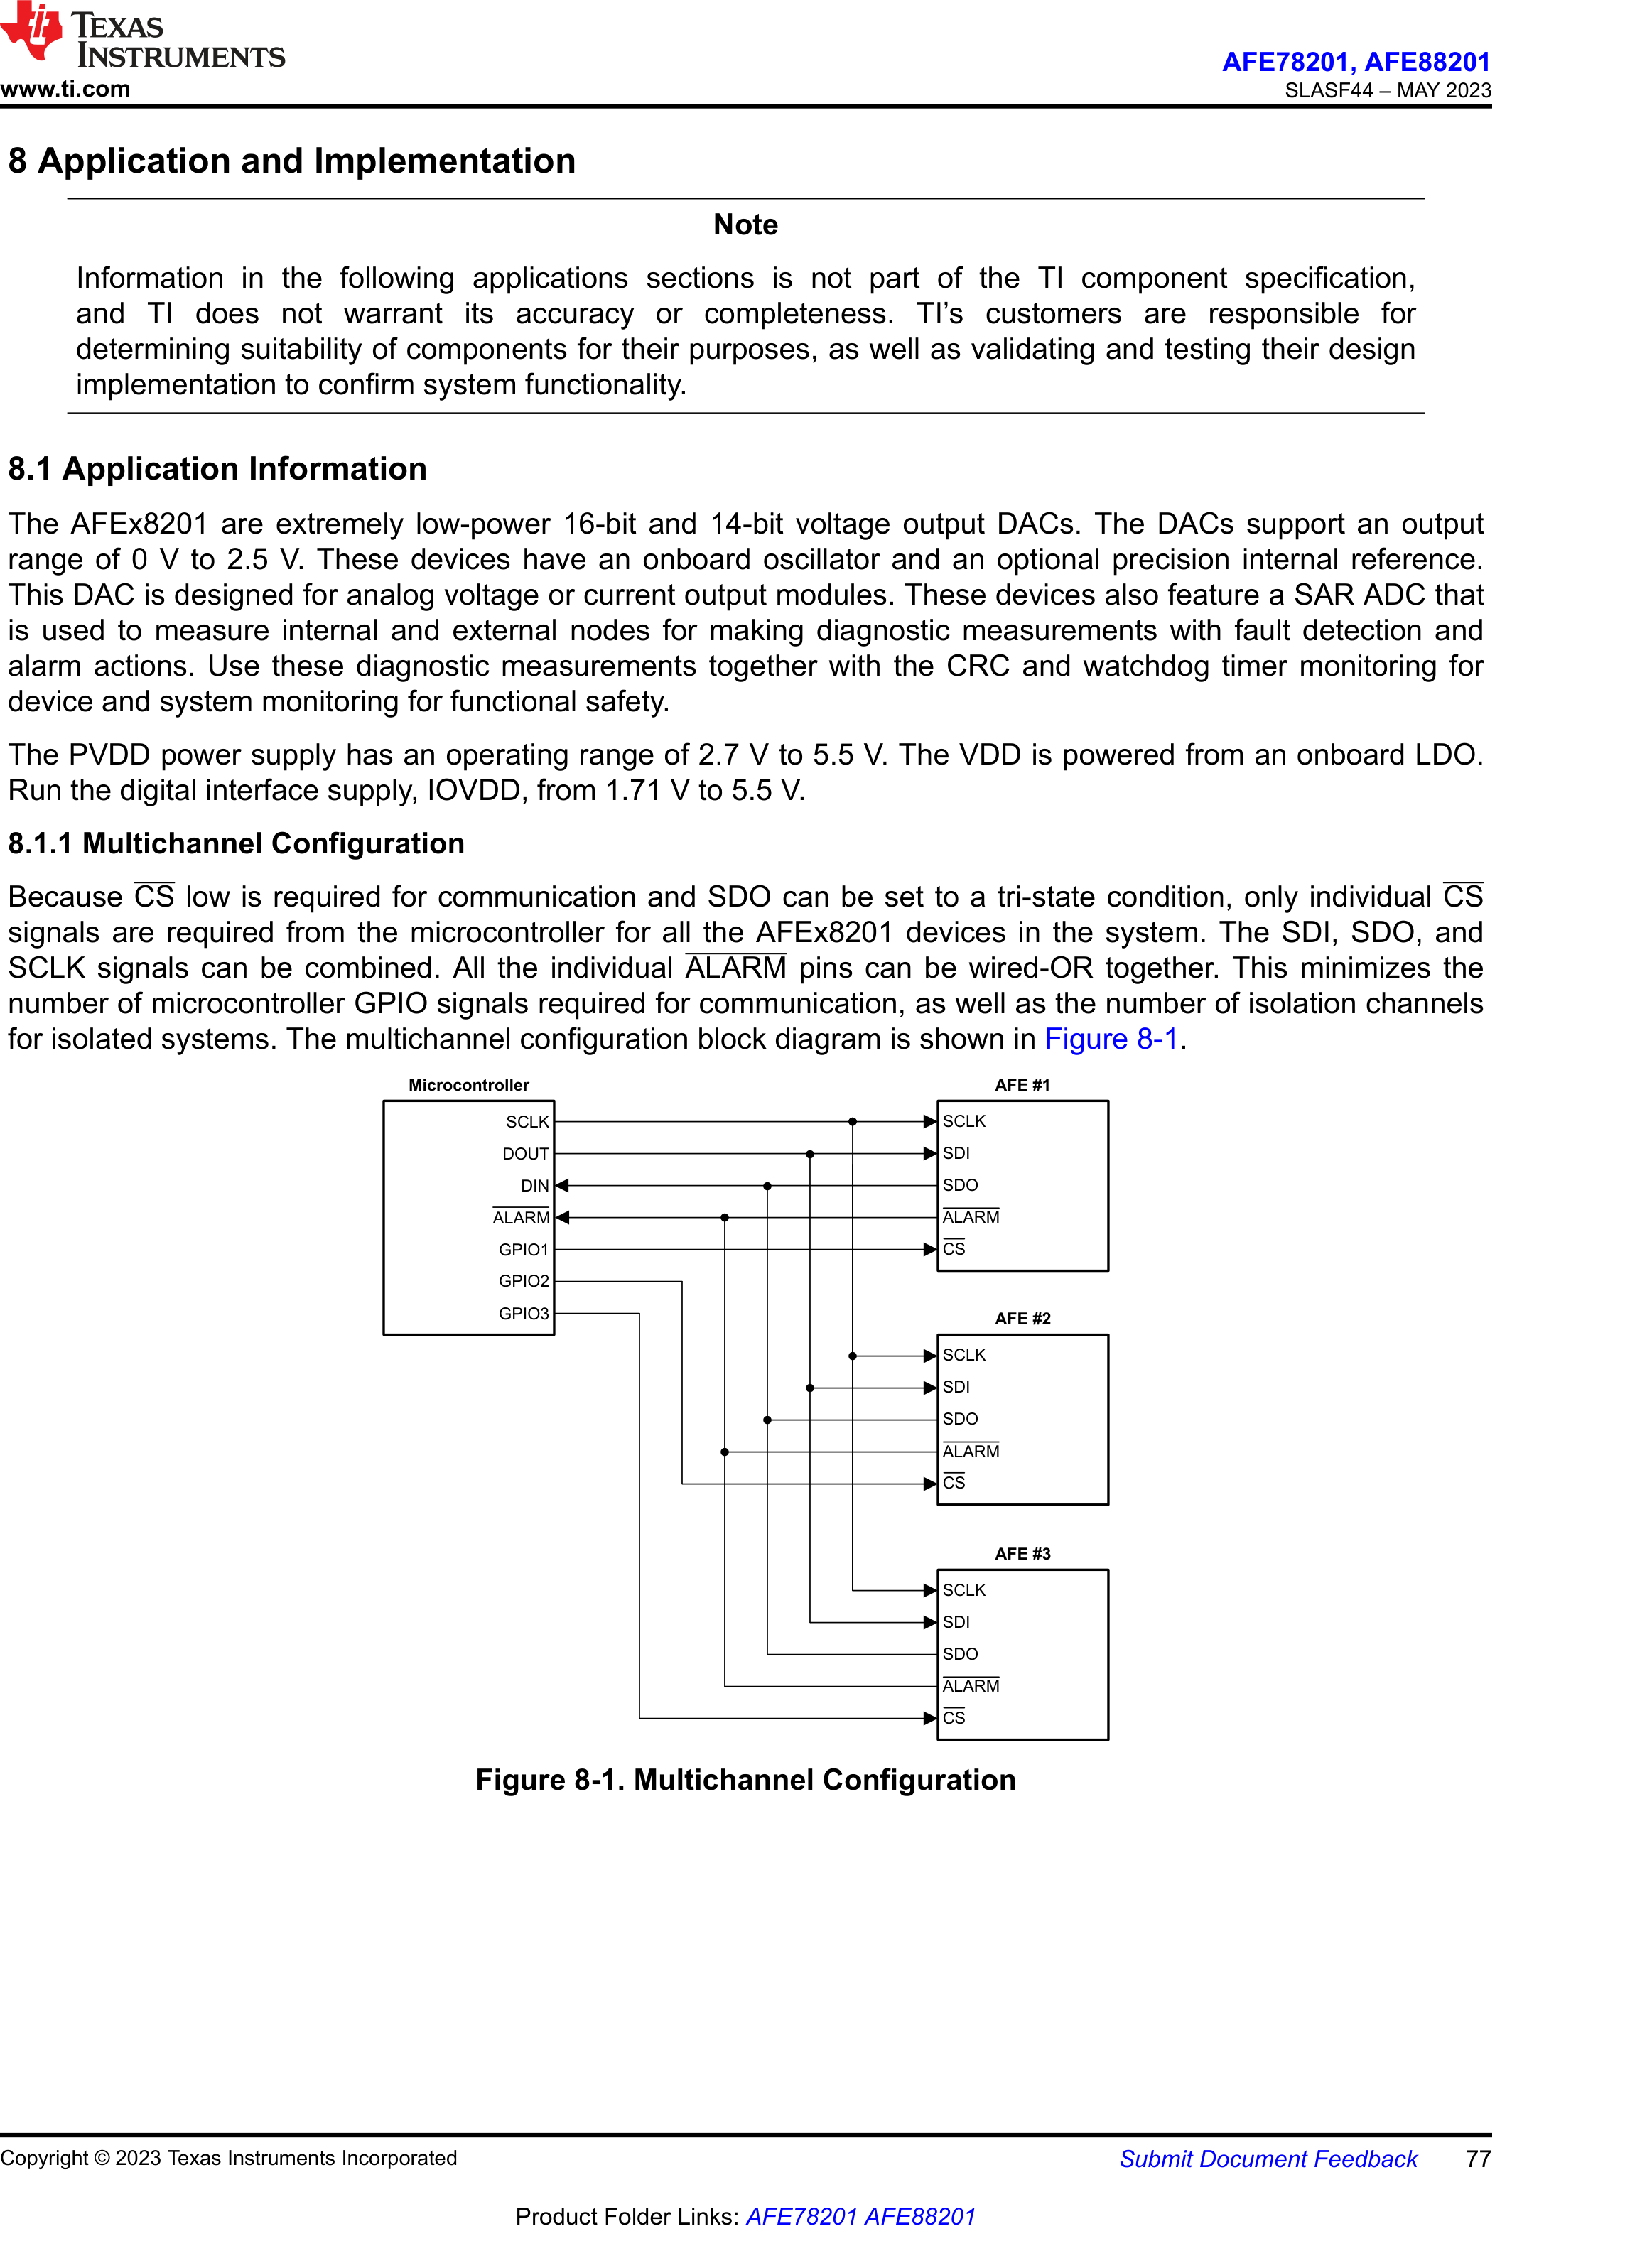 TEXAS
INSTRUMENTS
www.ti.com
AFE78201, AFE88201
SLASF44 – MAY 2023
8 Application and Implementation
Note
Information in the following applications sections is not part of the TI component specification,
and TI does not warrant its accuracy or completeness. TI’s customers are responsible for
determining suitability of components for their purposes, as well as validating and testing their design
implementation to confirm system functionality.
8.1 Application Information
The AFEx8201 are extremely low-power 16-bit and 14-bit voltage output DACs. The DACs support an output
range of 0 V to 2.5 V. These devices have an onboard oscillator and an optional precision internal reference.
This DAC is designed for analog voltage or current output modules. These devices also feature a SAR ADC that
is used to measure internal and external nodes for making diagnostic measurements with fault detection and
alarm actions. Use these diagnostic measurements together with the CRC and watchdog timer monitoring for
device and system monitoring for functional safety.
The PVDD power supply has an operating range of 2.7 V to 5.5 V. The VDD is powered from an onboard LDO.
Run the digital interface supply, IOVDD, from 1.71 V to 5.5 V.
8.1.1 Multichannel Configuration
Because CS low is required for communication and SDO can be set to a tri-state condition, only individual CS
signals are required from the microcontroller for all the AFEx8201 devices in the system. The SDI, SDO, and
SCLK signals can be combined. All the individual ALARM pins can be wired-OR together. This minimizes the
number of microcontroller GPIO signals required for communication, as well as the number of isolation channels
for isolated systems. The multichannel configuration block diagram is shown in Figure 8-1.
Microcontroller
SCLK
DOUT
DIN
ALARM
GPIO1
GPIO2
GPIO3
AFE #1
SCLK
SDI
SDO
ALARM
CS
AFE #2
SCLK
SDI
SDO
ALARM
CS
AFE #3
SCLK
SDI
SDO
ALARM
CS
Figure 8-1. Multichannel Configuration
Copyright © 2023 Texas Instruments Incorporated
Submit Document Feedback 77
Product Folder Links: AFE78201 AFE88201